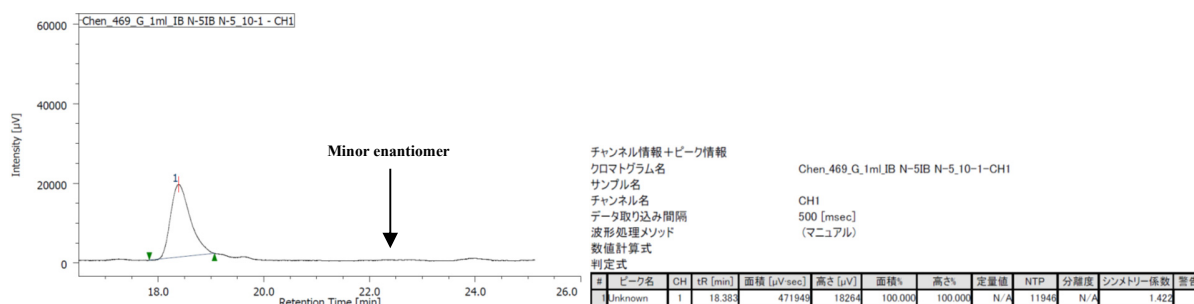 Chen_469_G_1ml_IB N-5IB N-5_10-1 - CH1
60000
40000
20000
0
Intensity [μV]
1
Minor enantiomer
18.0 20.0 22.0 24.0 26.0
Retention Time [min]
チャンネル情報+ピーク情報
クロマトグラム名 Chen_469_G_1ml_IB N-5IB N-5_10-1-CH1
サンプル名
チャンネル名 CH1
データ取り込み間隔 500 [msec]
波形処理メソッド (マニュアル)
数値計算式
判定式
# ピーク名 CH tR [min] 面積 [μV·sec] 高さ [μV] 面積% 高さ% 定量値 NTP 分離度 シンメトリー係数 警告
1 Unknown 1 18.383 471949 18264 100.000 100.000 N/A 11946 N/A 1.422